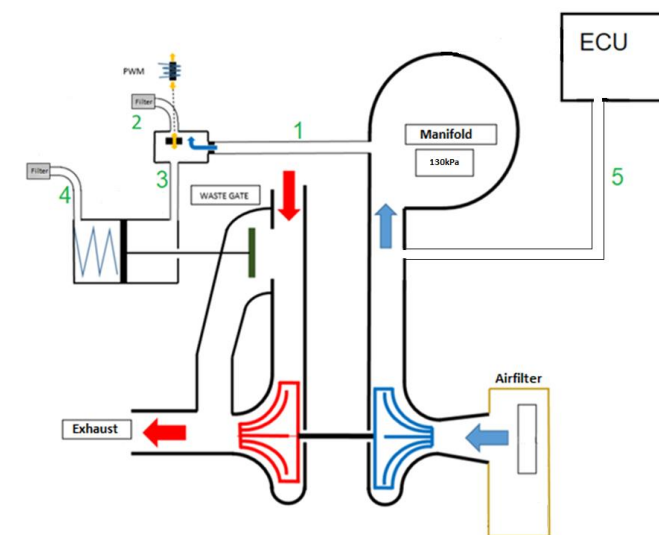 ECU
PWM
Filter
2
1
Manifold
130kPa
Filter
3
4
WASTE GATE
5
Airfilter
Exhaust